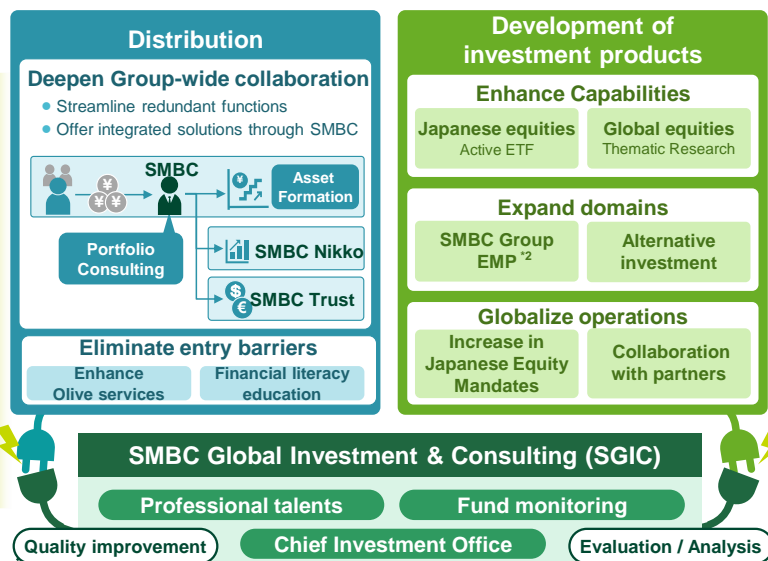 Distribution
Deepen Group-wide collaboration
• Streamline redundant functions
• Offer integrated solutions through SMBC
SMBC
¥ ¥ ¥
¥
Asset
Formation
Portfolio
Consulting
SMBC Nikko
$
€
SMBC Trust
Eliminate entry barriers
Enhance
Olive services
Financial literacy
education
Development of
investment products
Enhance Capabilities
Japanese equities
Active ETF
Global equities
Thematic Research
Expand domains
SMBC Group
EMP *2
Alternative
investment
Globalize operations
Increase in
Japanese Equity
Mandates
Collaboration
with partners
SMBC Global Investment & Consulting (SGIC)
Professional talents
Fund monitoring
Quality improvement
Chief Investment Office
Evaluation / Analysis